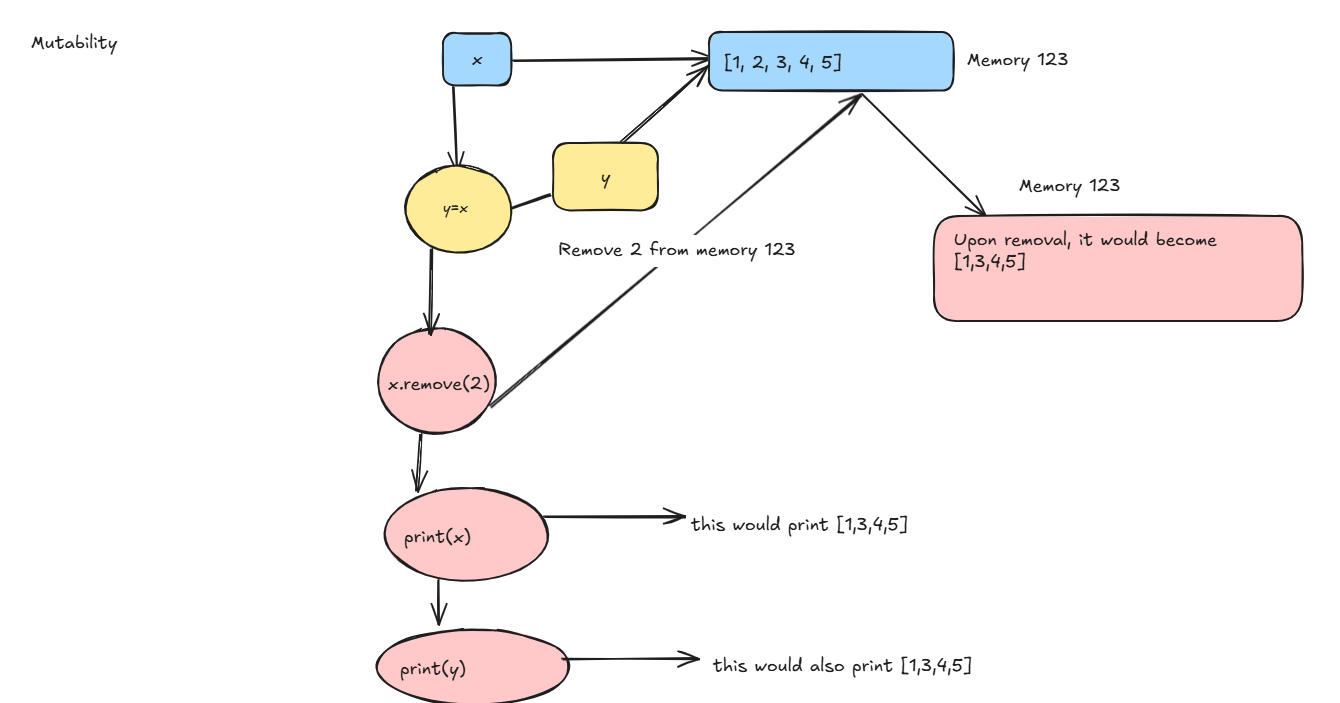 Mutability
x
[1, 2, 3, 4, 5]
Memory 123
y
y=x
Memory 123
Remove 2 from memory 123
Upon removal, it would become
[1,3,4,5]
x.remove(2)
print(x)
this would print [1,3,4,5]
print(y)
this would also print [1,3,4,5]